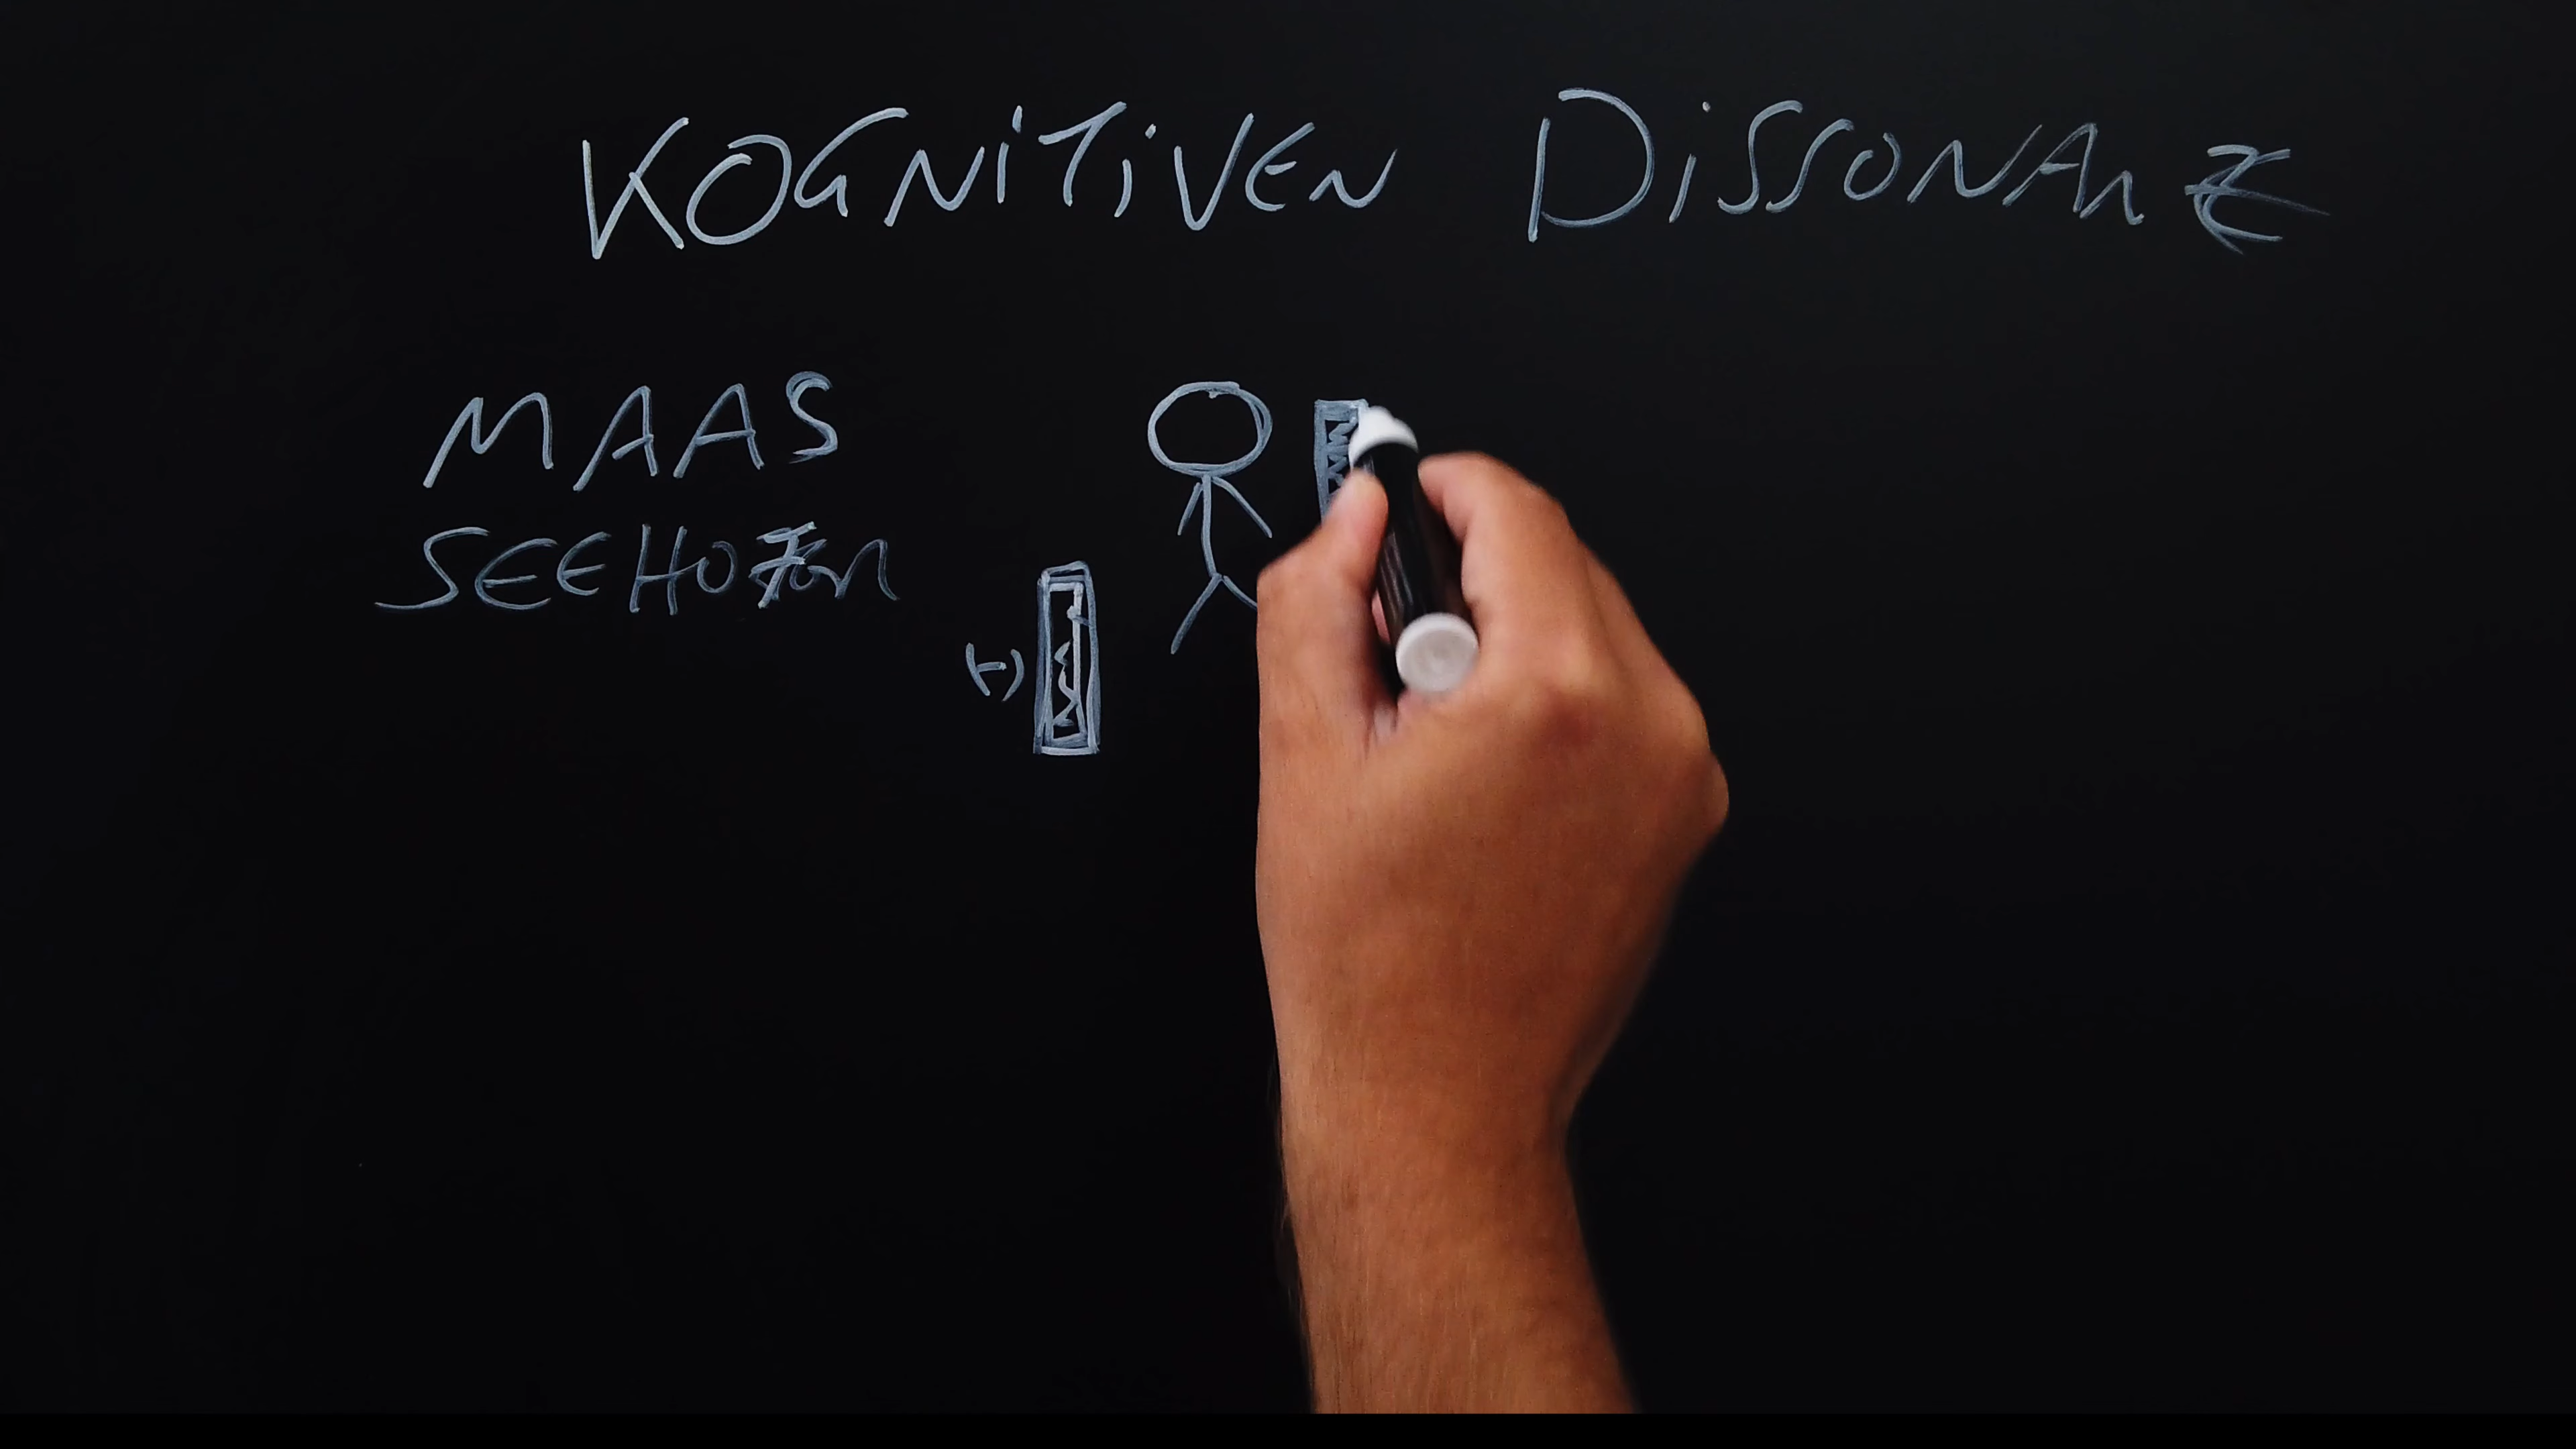 KOGNITIVEN DISSONANZ
MAAS
SEEHOFER
(-)